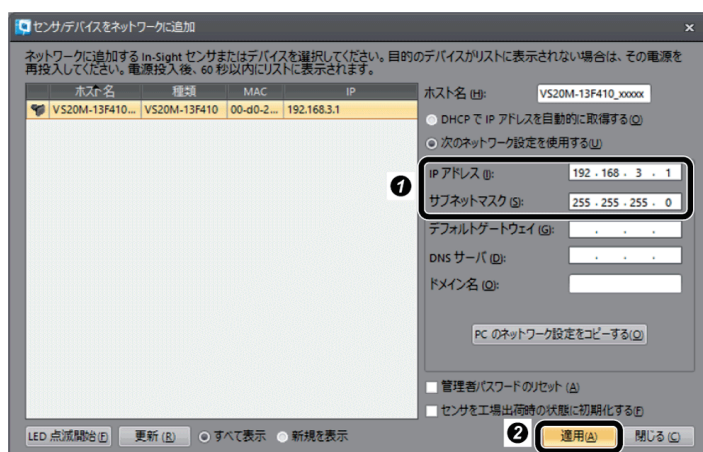 センサ/デバイスをネットワークに追加
ネットワークに追加する In-Sight センサまたはデバイスを選択してください。目的のデバイスがリストに表示されない場合は、その電源を
再投入してください。電源投入後、60 秒以内にリストに表示されます。
ホスト名 種類 MAC IP
VS20M-13F410... VS20M-13F410 00-d0-2... 192.168.3.1
ホスト名 (H): VS20M-13F410_xxxxx
DHCP で IP アドレスを自動的に取得する(O)
次のネットワーク設定を使用する(U)
❶
IP アドレス (I): 192 . 168 . 3 . 1
サブネットマスク (S): 255 . 255 . 255 . 0
デフォルトゲートウェイ (G): . . .
DNS サーバ (D): . . .
ドメイン名 (O):
PC のネットワーク設定をコピーする(O)
管理者パスワードのリセット (A)
センサを工場出荷時の状態に初期化する(F)
LED 点滅開始(F) 更新 (R) すべて表示 新規を表示 ❷ 適用(A) 閉じる (C)